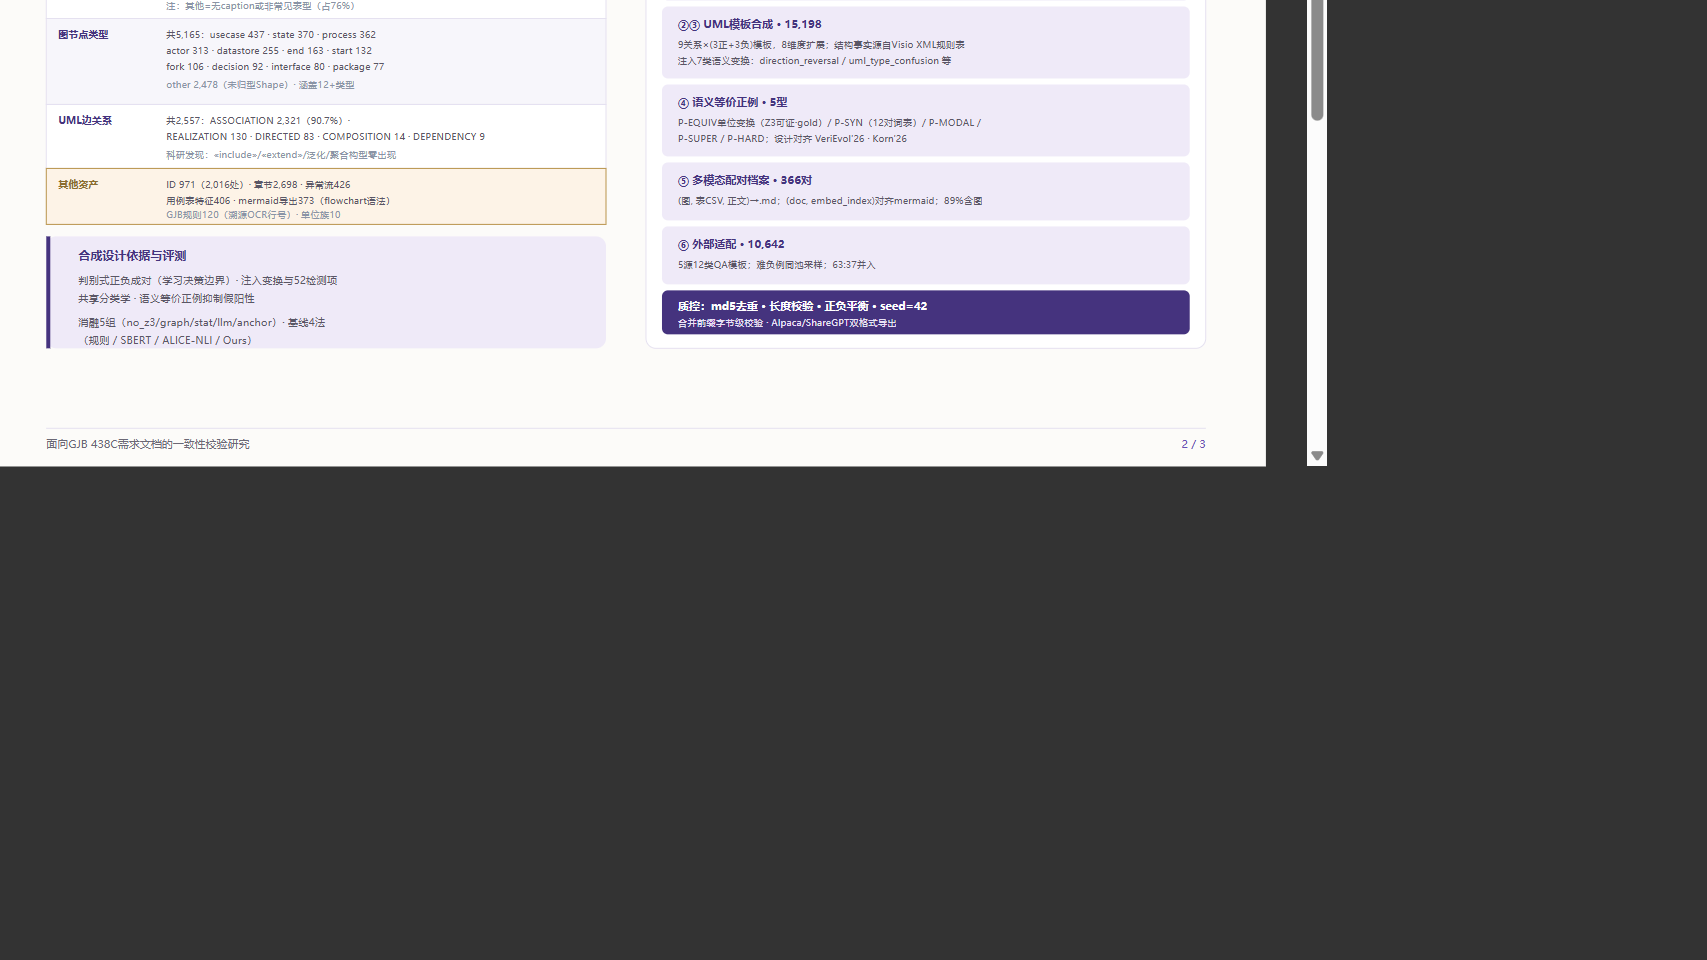 注：其他=无caption或非常见表型（占76%）
图节点类型
共5,165：usecase 437 · state 370 · process 362
actor 313 · datastore 255 · end 163 · start 132
fork 106 · decision 92 · interface 80 · package 77
other 2,478（未归型Shape）· 涵盖12+类型
UML边关系
共2,557：ASSOCIATION 2,321（90.7%）·
REALIZATION 130 · DIRECTED 83 · COMPOSITION 14 · DEPENDENCY 9
科研发现：«include»/«extend»/泛化/聚合构型零出现
其他资产
ID 971（2,016处）· 章节2,698 · 异常流426
用例表特征406 · mermaid导出373（flowchart语法）
GJB规则120（溯源OCR行号）· 单位族10
合成设计依据与评测
判别式正负成对（学习决策边界）· 注入变换与52检测项
共享分类学 · 语义等价正例抑制假阳性
消融5组（no_z3/graph/stat/llm/anchor）· 基线4法
（规则 / SBERT / ALICE-NLI / Ours）
②③ UML模板合成 • 15,198
9关系×(3正+3负)模板，8维度扩展；结构事实源自Visio XML规则表
注入7类语义变换：direction_reversal / uml_type_confusion 等
④ 语义等价正例 • 5型
P-EQUIV单位变换（Z3可证·gold）/ P-SYN（12对词表）/ P-MODAL /
P-SUPER / P-HARD；设计对齐 VeriEvol'26 · Korn'26
⑤ 多模态配对档案 • 366对
(图, 表CSV, 正文)→.md；(doc, embed_index)对齐mermaid；89%含图
⑥ 外部适配 • 10,642
5源12类QA模板；难负例同池采样；63:37并入
质控：md5去重 • 长度校验 • 正负平衡 • seed=42
合并前缀字节级校验 · Alpaca/ShareGPT双格式导出
面向GJB 438C需求文档的一致性校验研究
2 / 3